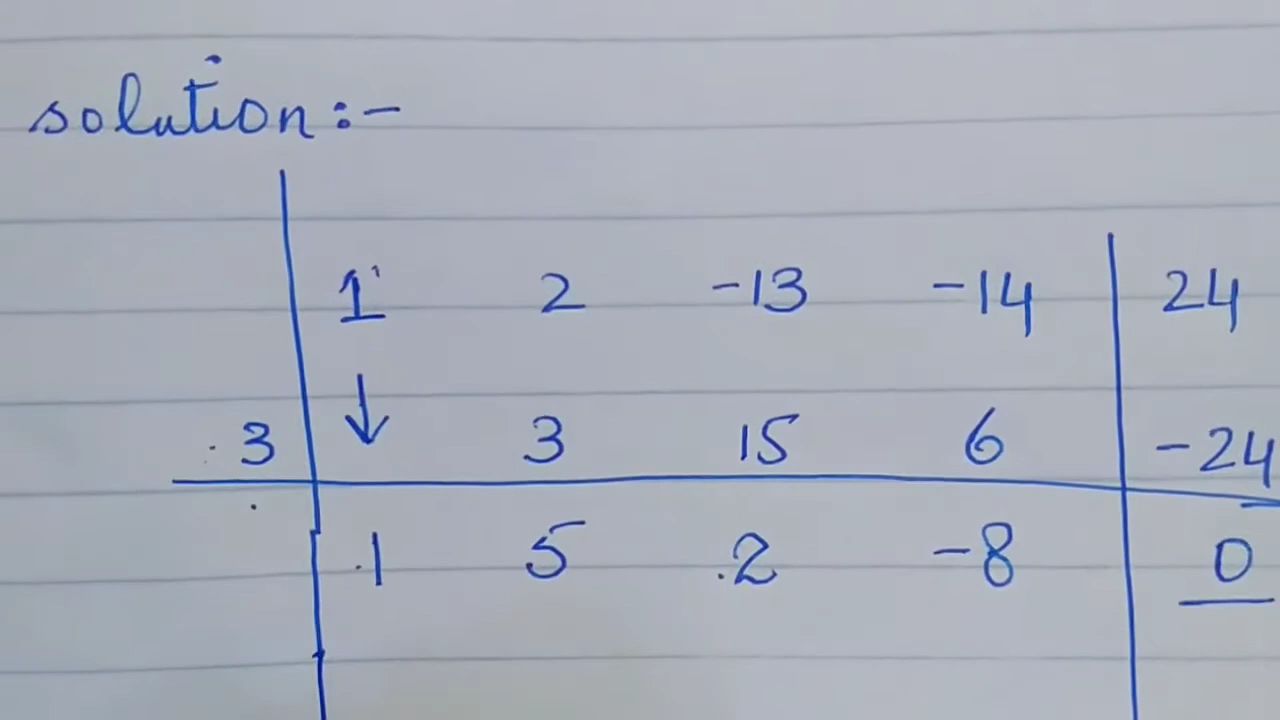 solution:-
1 2 -13 -14 24
3 ↓ 3 15 6 -24
1 5 2 -8 0